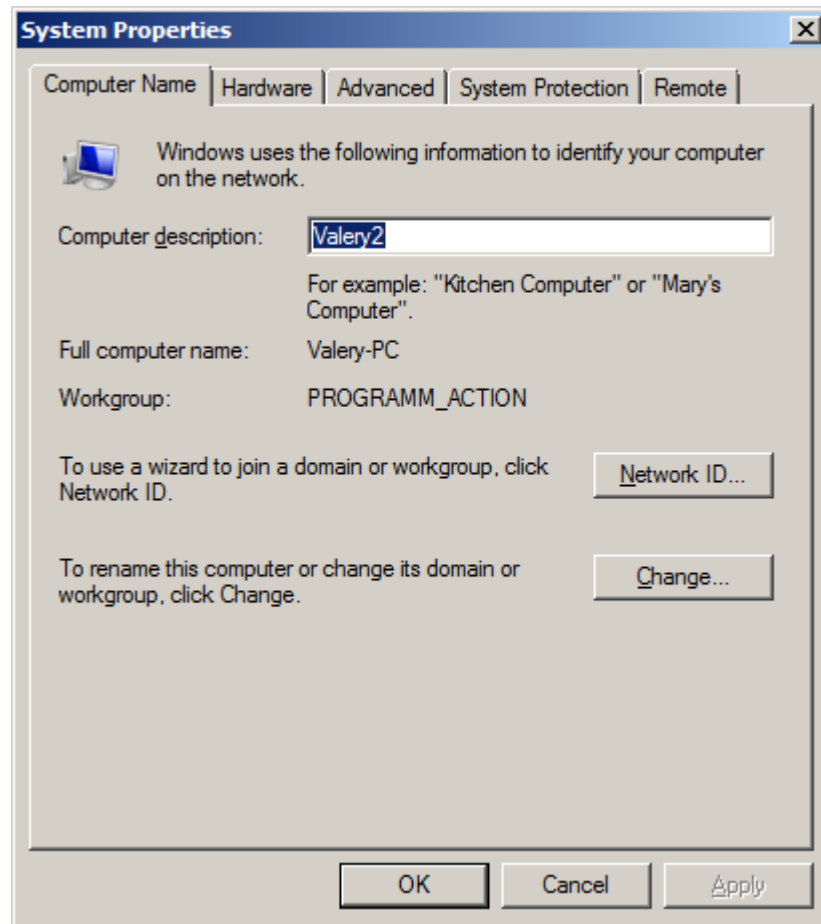 System Properties
Computer Name Hardware Advanced System Protection Remote
Windows uses the following information to identify your computer
on the network.
Computer description: Valery2
For example: "Kitchen Computer" or "Mary's
Computer".
Full computer name: Valery-PC
Workgroup: PROGRAMM_ACTION
To use a wizard to join a domain or workgroup, click
Network ID.
Network ID...
To rename this computer or change its domain or
workgroup, click Change.
Change...
OK Cancel Apply